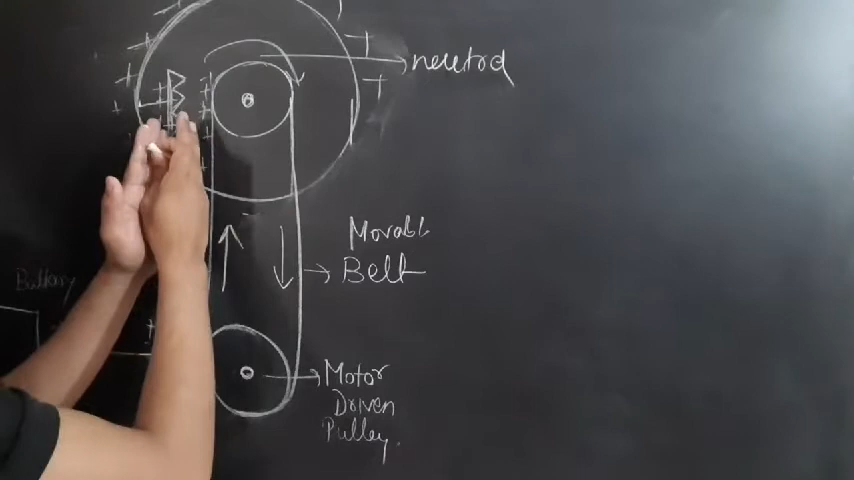 neutral
Movable
Belt
Battery
Motor
Driven
Pulley.